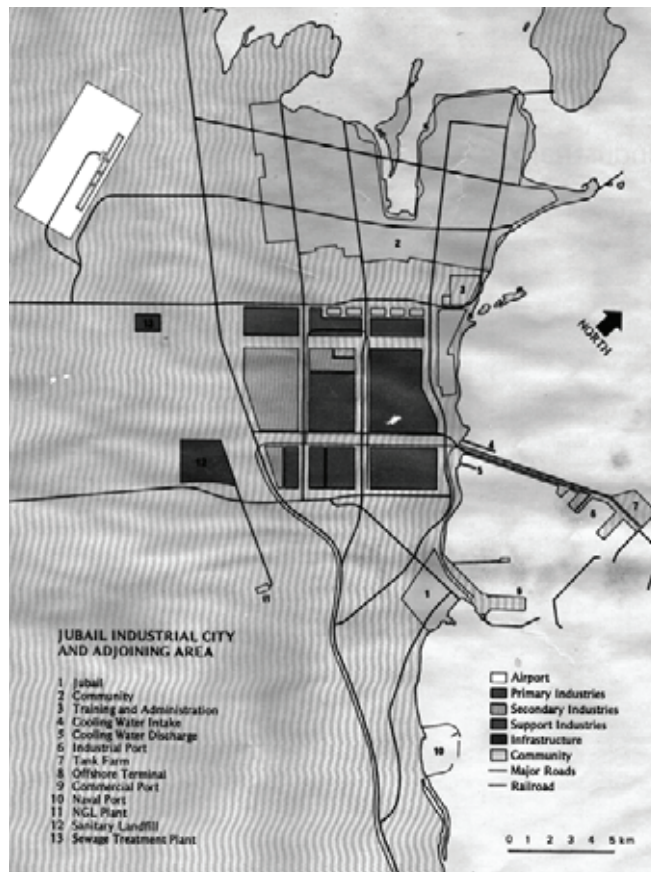 2
3
13
NORTH
4
5
12
6
7
11
1
9
10
JUBAIL INDUSTRIAL CITY
AND ADJOINING AREA
1 Jubail
2 Community
3 Training and Administration
4 Cooling Water Intake
5 Cooling Water Discharge
6 Industrial Port
7 Tank Farm
8 Offshore Terminal
9 Commercial Port
10 Naval Port
11 NGL Plant
12 Sanitary Landfill
13 Sewage Treatment Plant
Airport
Primary Industries
Secondary Industries
Support Industries
Infrastructure
Community
Major Roads
Railroad
0 1 2 3 4 5 km